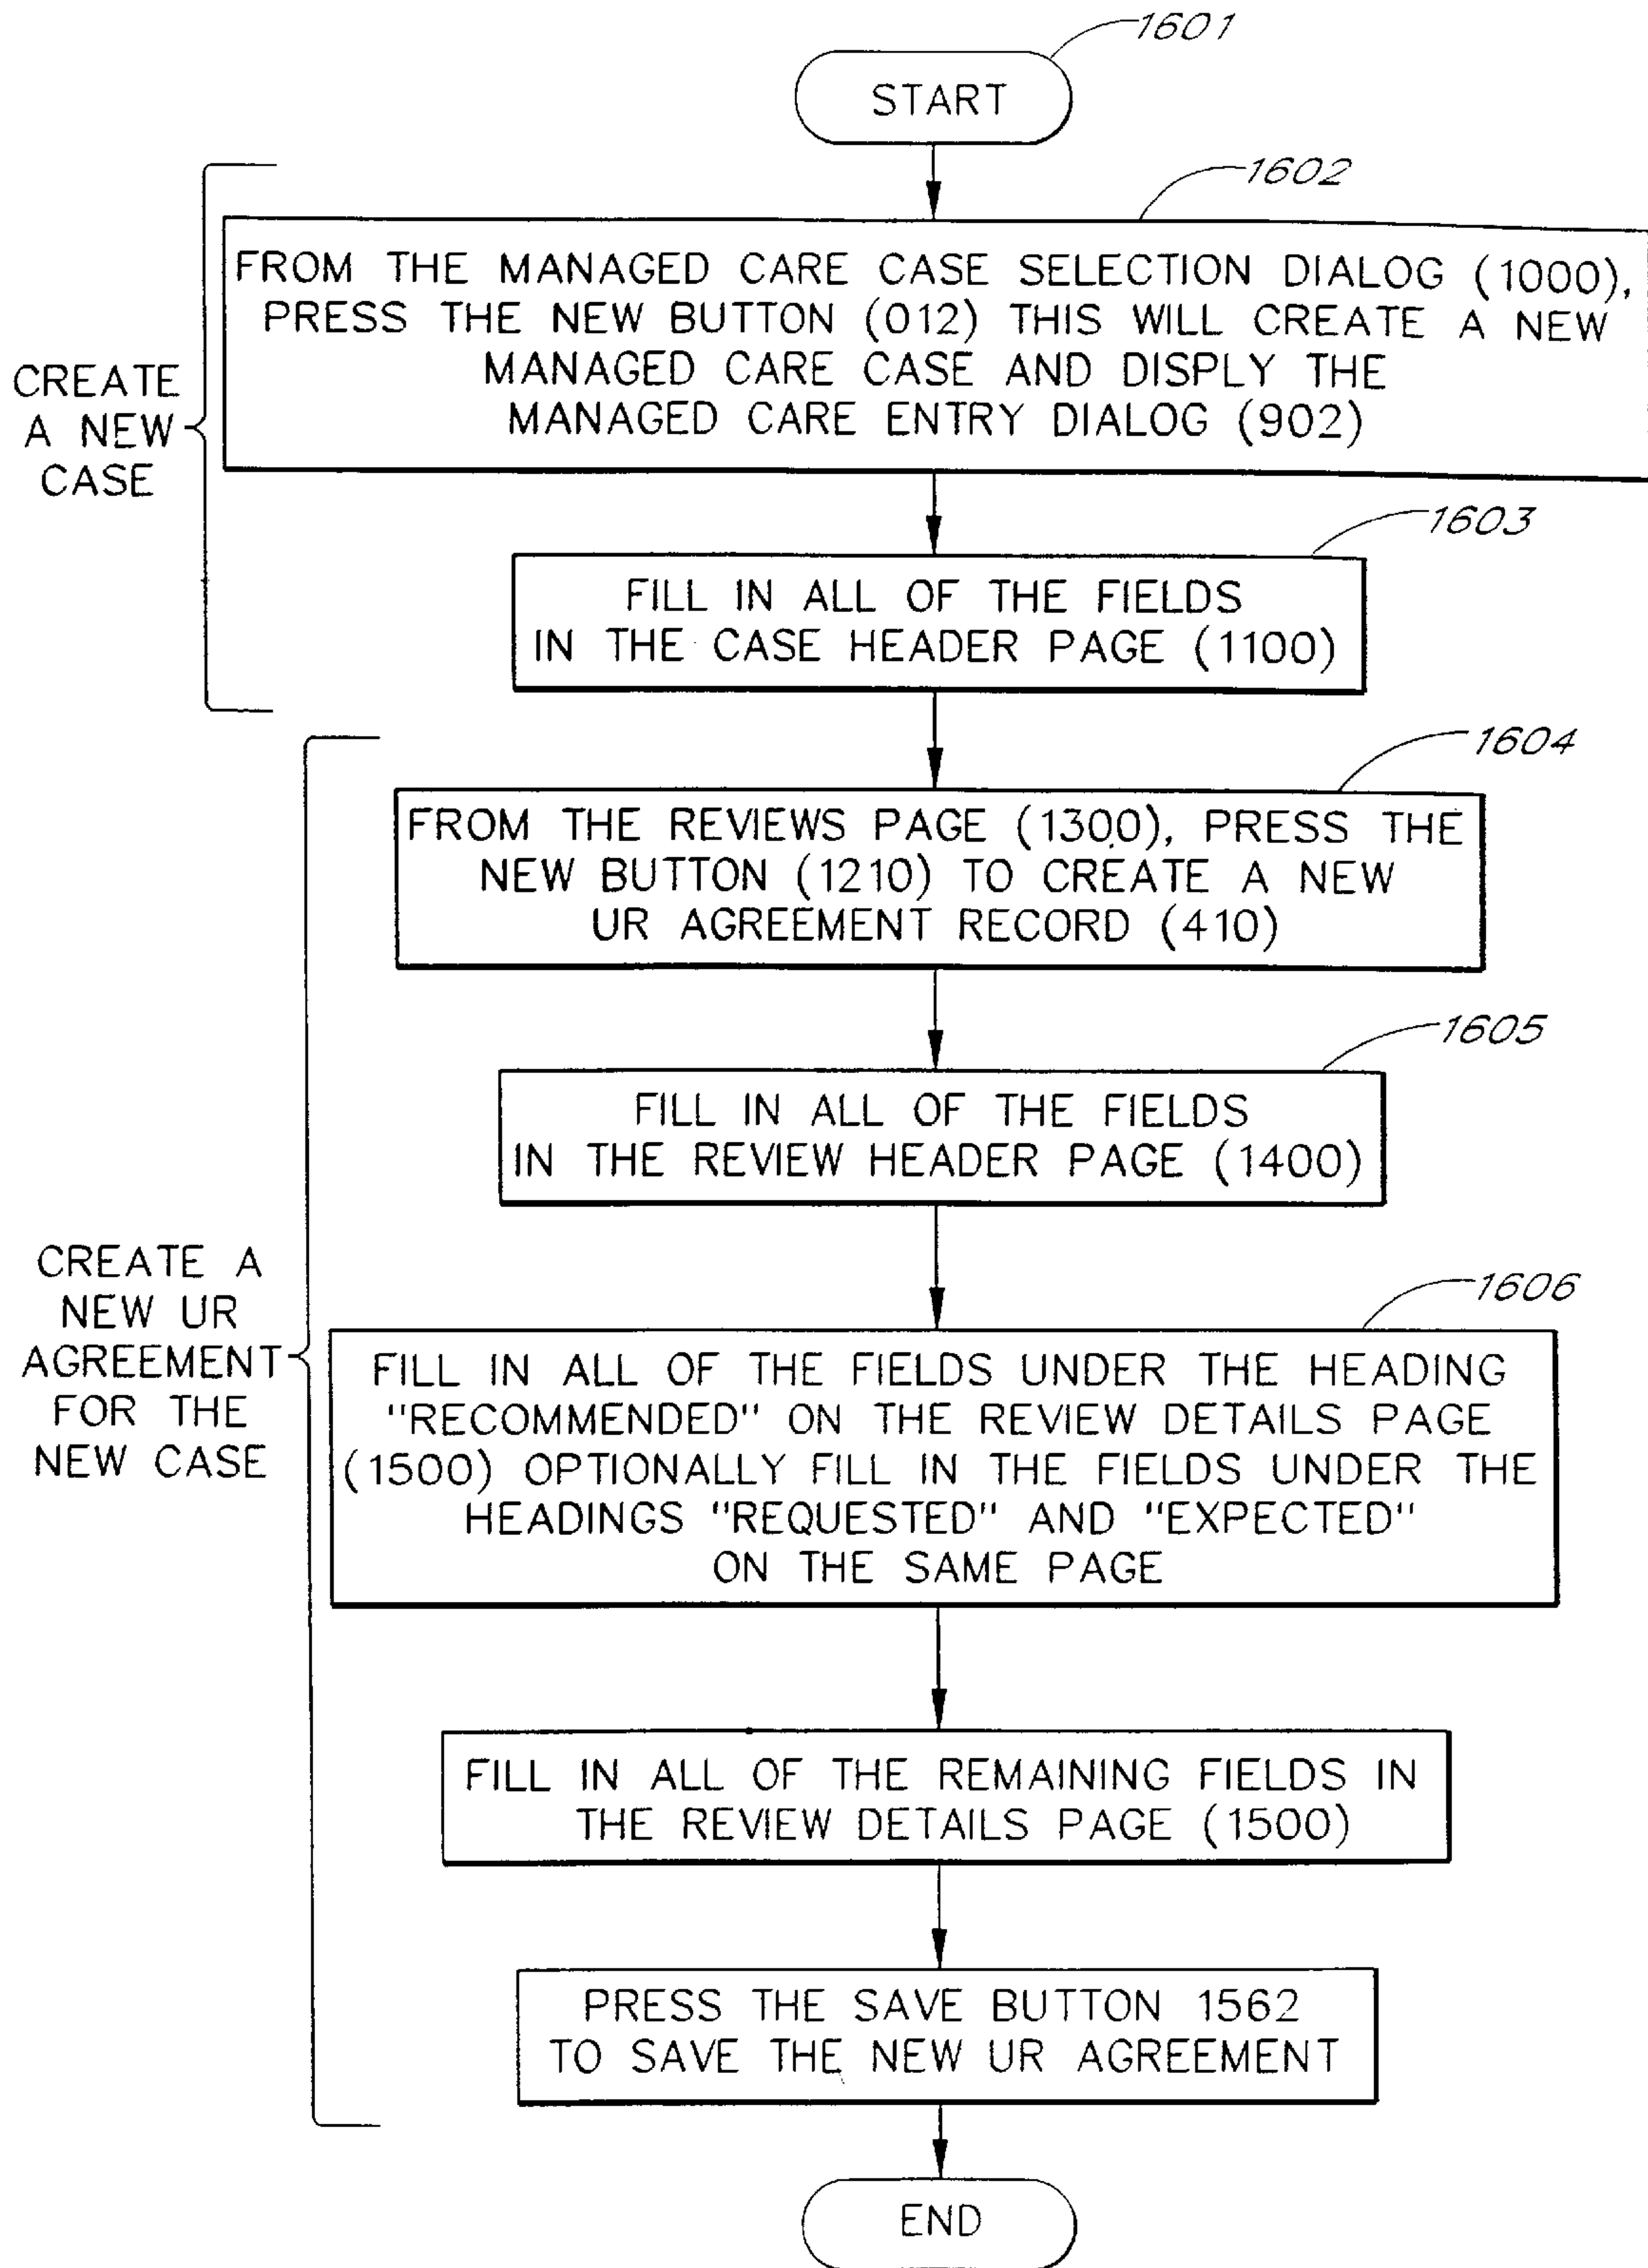 1601
START
1602
FROM THE MANAGED CARE CASE SELECTION DIALOG (1000),
PRESS THE NEW BUTTON (012) THIS WILL CREATE A NEW
MANAGED CARE CASE AND DISPLY THE
MANAGED CARE ENTRY DIALOG (902)
CREATE
A NEW
CASE
1603
FILL IN ALL OF THE FIELDS
IN THE CASE HEADER PAGE (1100)
1604
FROM THE REVIEWS PAGE (1300), PRESS THE
NEW BUTTON (1210) TO CREATE A NEW
UR AGREEMENT RECORD (410)
1605
FILL IN ALL OF THE FIELDS
IN THE REVIEW HEADER PAGE (1400)
CREATE A
NEW UR
AGREEMENT
FOR THE
NEW CASE
1606
FILL IN ALL OF THE FIELDS UNDER THE HEADING
"RECOMMENDED" ON THE REVIEW DETAILS PAGE
(1500) OPTIONALLY FILL IN THE FIELDS UNDER THE
HEADINGS "REQUESTED" AND "EXPECTED"
ON THE SAME PAGE
FILL IN ALL OF THE REMAINING FIELDS IN
THE REVIEW DETAILS PAGE (1500)
PRESS THE SAVE BUTTON 1562
TO SAVE THE NEW UR AGREEMENT
END